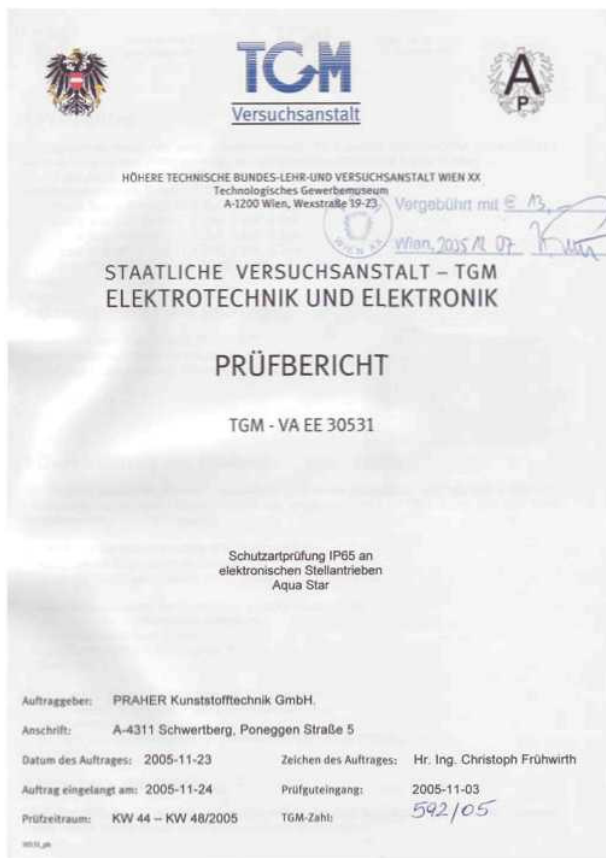 TGM
Versuchsanstalt
A
P
HÖHERE TECHNISCHE BUNDES-LEHR-UND VERSUCHSANSTALT WIEN XX
Technologisches Gewerbemuseum
A-1200 Wien, Wexstraße 19-23
Vergebührt mit € 13,—
WIEN XX
Wien, 2005 12 07
STAATLICHE VERSUCHSANSTALT – TGM
ELEKTROTECHNIK UND ELEKTRONIK
PRÜFBERICHT
TGM - VA EE 30531
Schutzartprüfung IP65 an
elektronischen Stellantrieben
Aqua Star
Auftraggeber: PRAHER Kunststofftechnik GmbH.
Anschrift: A-4311 Schwertberg, Poneggen Straße 5
Datum des Auftrages: 2005-11-23 Zeichen des Auftrages: Hr. Ing. Christoph Frühwirth
Auftrag eingelangt am: 2005-11-24 Prüfguteingang: 2005-11-03
Prüfzeitraum: KW 44 – KW 48/2005 TGM-Zahl: 592/05